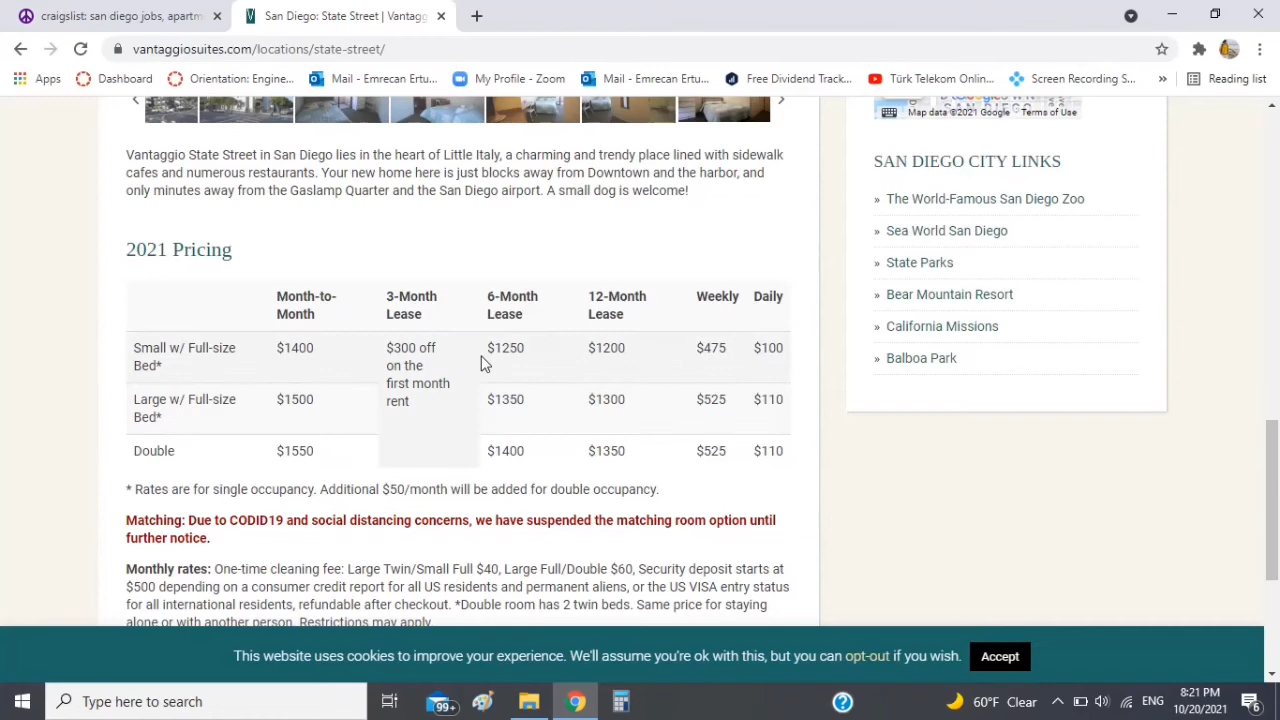 craigslist: san diego jobs, apartm
San Diego: State Street | Vantagg
vantaggiosuites.com/locations/state-street/
Apps
Dashboard
Orientation: Engine...
Mail - Emrecan Ertu...
My Profile - Zoom
Mail - Emrecan Ertu...
Free Dividend Track...
Türk Telekom Onlin...
Screen Recording S...
»
Reading list
Map data ©2021 Google
Terms of Use
Vantaggio State Street in San Diego lies in the heart of Little Italy, a charming and trendy place lined with sidewalk
cafes and numerous restaurants. Your new home here is just blocks away from Downtown and the harbor, and
only minutes away from the Gaslamp Quarter and the San Diego airport. A small dog is welcome!
2021 Pricing
Month-to-Month 3-Month Lease 6-Month Lease 12-Month Lease Weekly Daily
Small w/ Full-size Bed* $1400 $300 off on the first month rent $1250 $1200 $475 $100
Large w/ Full-size Bed* $1500 $1350 $1300 $525 $110
Double $1550 $1400 $1350 $525 $110
* Rates are for single occupancy. Additional $50/month will be added for double occupancy.
Matching: Due to CODID19 and social distancing concerns, we have suspended the matching room option until
further notice.
Monthly rates: One-time cleaning fee: Large Twin/Small Full $40, Large Full/Double $60, Security deposit starts at
$500 depending on a consumer credit report for all US residents and permanent aliens, or the US VISA entry status
for all international residents, refundable after checkout. *Double room has 2 twin beds. Same price for staying
alone or with another person. Restrictions may apply.
SAN DIEGO CITY LINKS
» The World-Famous San Diego Zoo
» Sea World San Diego
» State Parks
» Bear Mountain Resort
» California Missions
» Balboa Park
This website uses cookies to improve your experience. We'll assume you're ok with this, but you can opt-out if you wish.
Accept
Type here to search
99+
60°F Clear
ENG
8:21 PM
10/20/2021
6